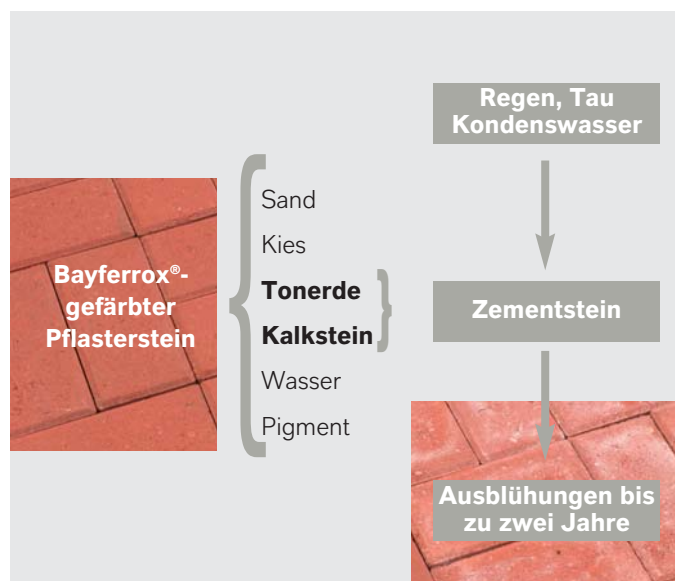 Bayferrox®-
gefärbter
Pflasterstein
Sand
Kies
Tonerde
Kalkstein
Wasser
Pigment
Regen, Tau
Kondenswasser
Zementstein
Ausblühungen bis
zu zwei Jahre